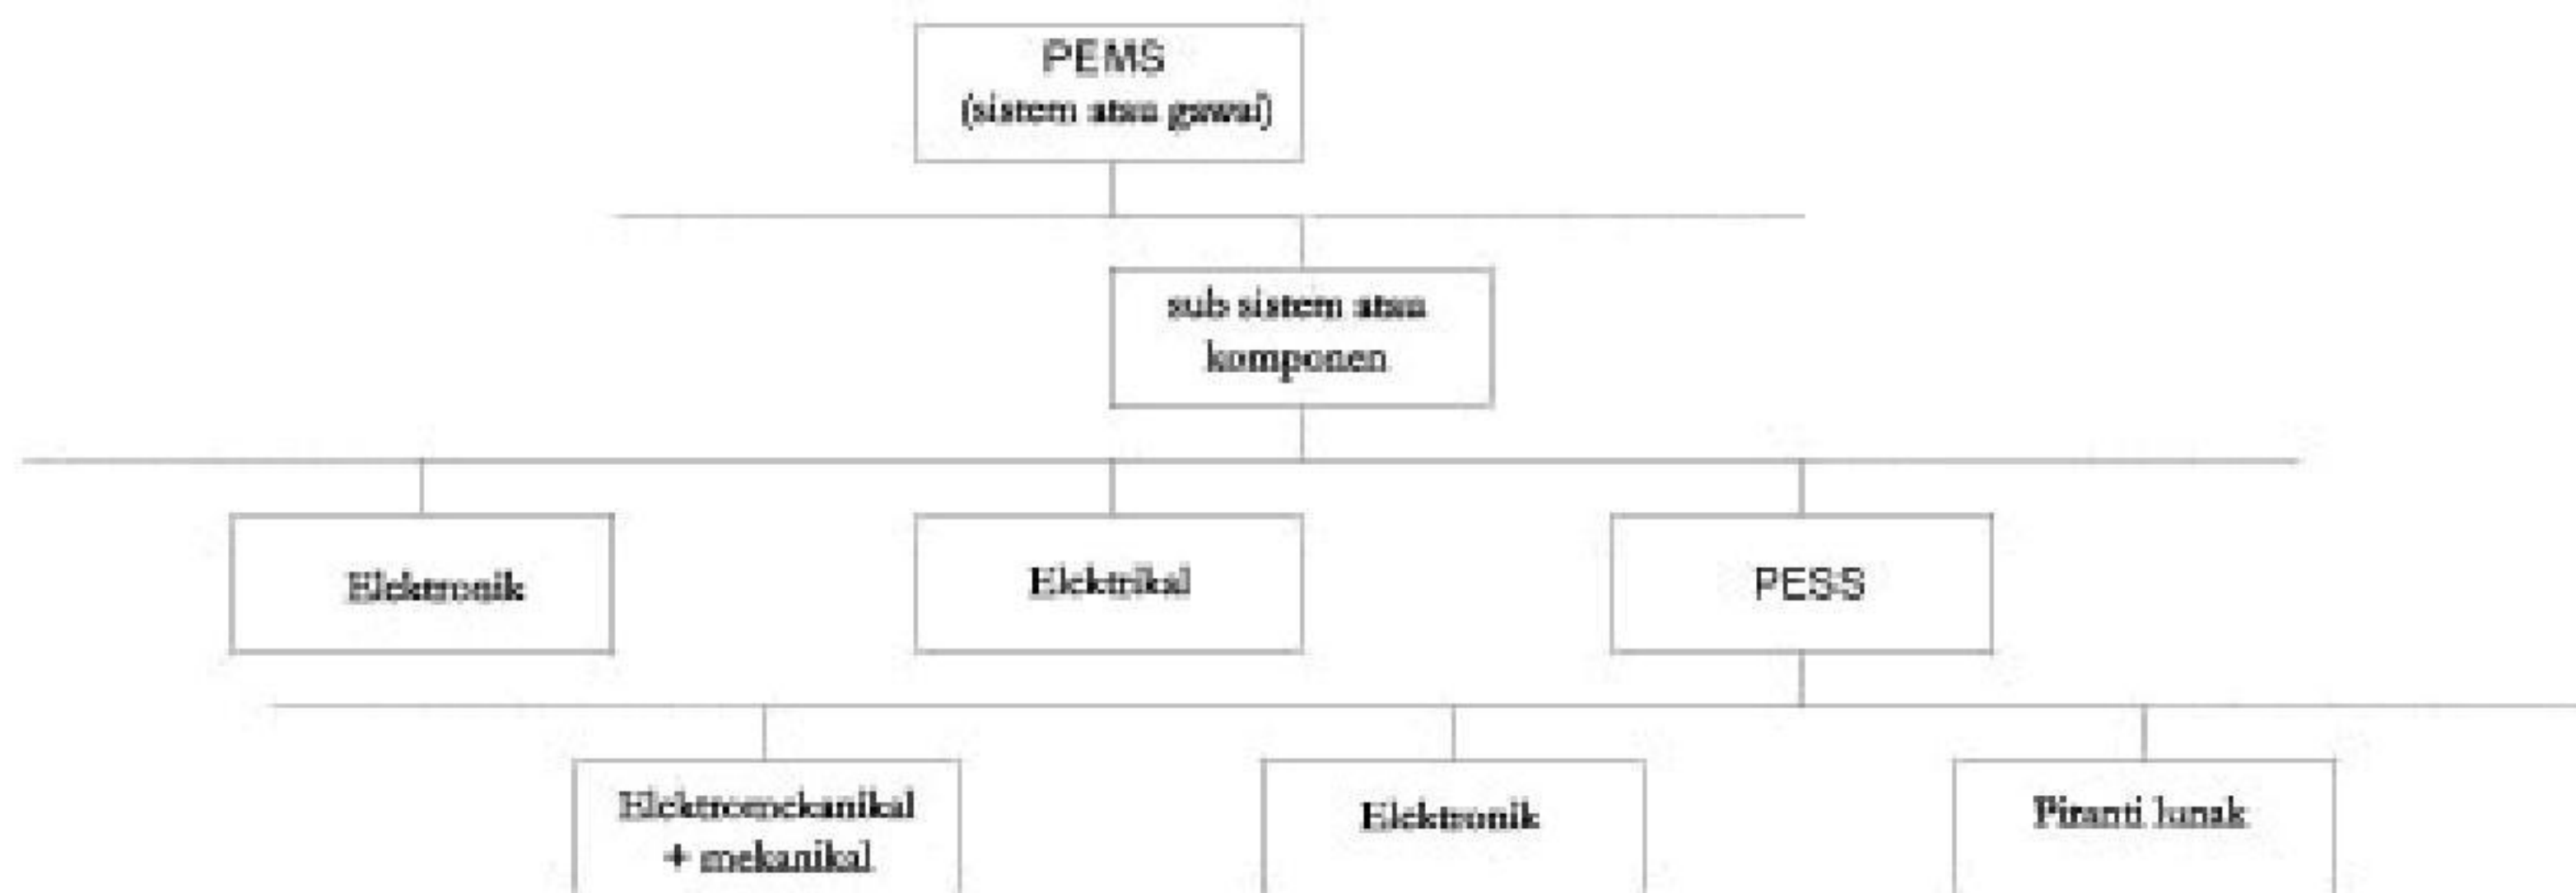 PEMS
(sistem atau gawai)
sub sistem atau
komponen
Elektronik
Elektrikal
PESS
Elektromekanikal
+ mekanikal
Elektronik
Piranti lunak